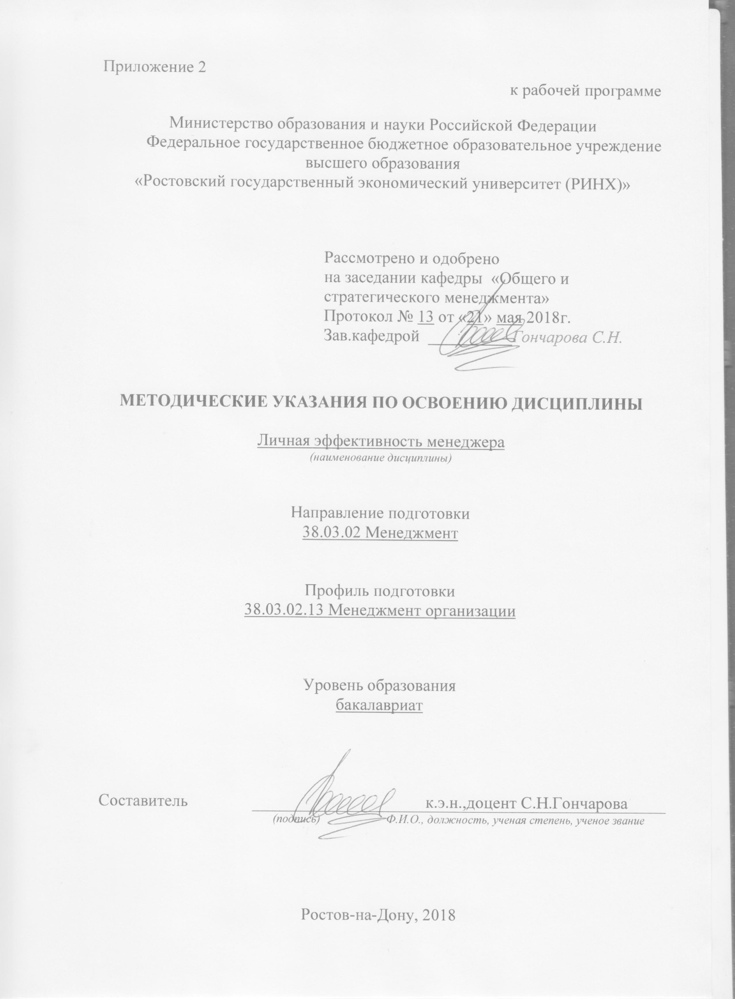 Приложение 2
к рабочей программе
Министерство образования и науки Российской Федерации
Федеральное государственное бюджетное образовательное учреждение
высшего образования
«Ростовский государственный экономический университет (РИНХ)»
Рассмотрено и одобрено
на заседании кафедры «Общего и
стратегического менеджмента»
Протокол № 13 от «21» мая 2018г.
Зав.кафедрой Гончарова С.Н.
МЕТОДИЧЕСКИЕ УКАЗАНИЯ ПО ОСВОЕНИЮ ДИСЦИПЛИНЫ
Личная эффективность менеджера
(наименование дисциплины)
Направление подготовки
38.03.02 Менеджмент
Профиль подготовки
38.03.02.13 Менеджмент организации
Уровень образования
бакалавриат
Составитель к.э.н.,доцент С.Н.Гончарова
(подпись) Ф.И.О., должность, ученая степень, ученое звание
Ростов-на-Дону, 2018